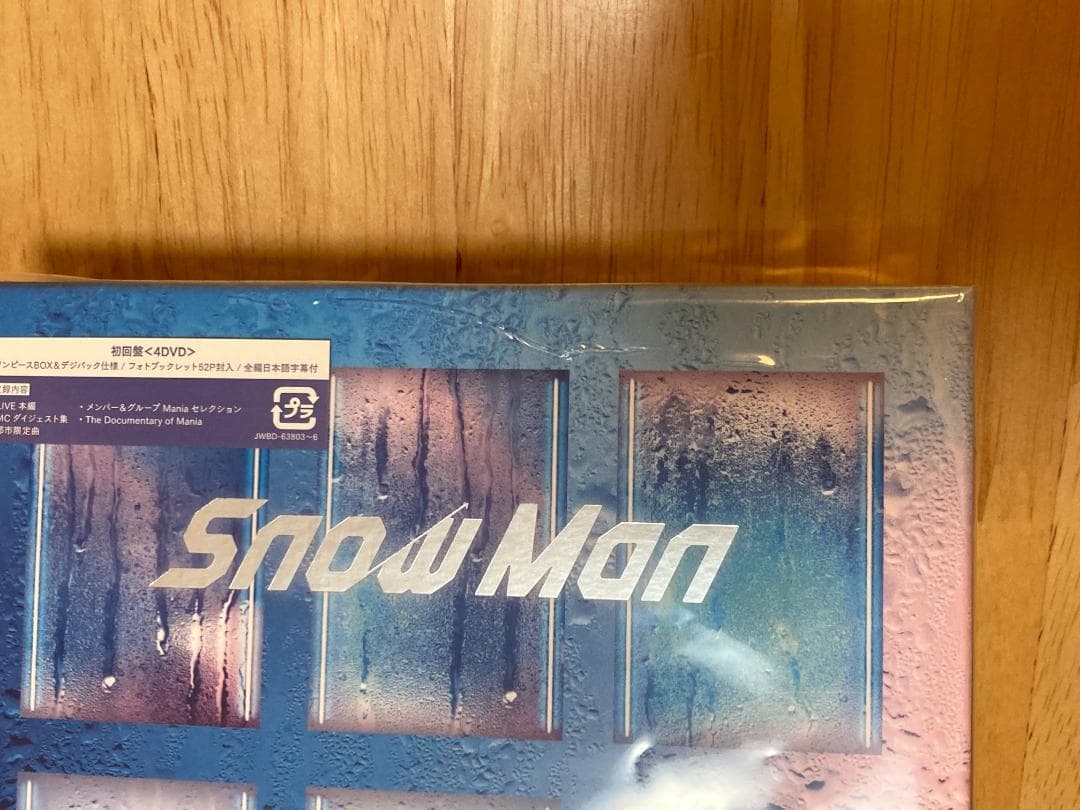 初回盤<4DVD>
ンピースBOX&デジパック仕様 / フォトブックレット52P封入 / 全編日本語字幕付
録内容
LIVE 本編
・メンバー&グループ Mania セレクション
MC ダイジェスト集
・The Documentary of Mania
都市限定曲
プラ
JWBD-63803~6
Snow Man